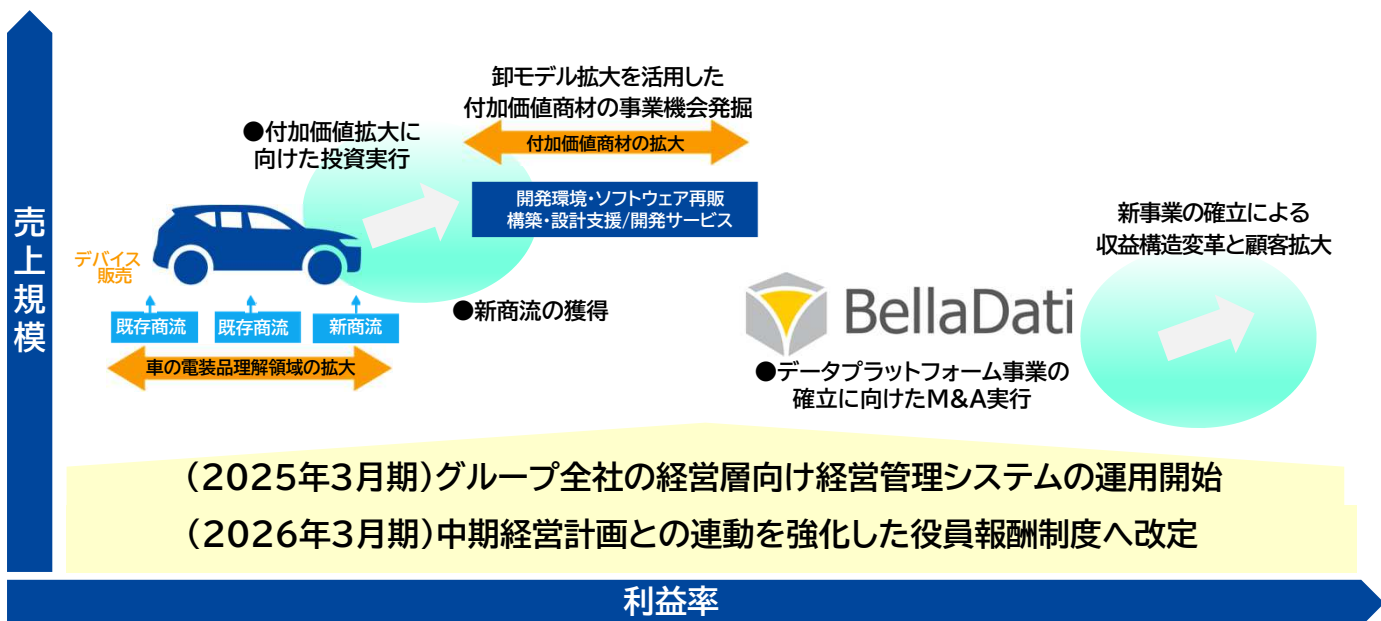 売上規模
卸モデル拡大を活用した
付加価値商材の事業機会発掘
付加価値商材の拡大
●付加価値拡大に
向けた投資実行
開発環境・ソフトウェア再販
構築・設計支援/開発サービス
デバイス
販売
●新商流の獲得
既存商流
既存商流
新商流
車の電装品理解領域の拡大
BellaDati
●データプラットフォーム事業の
確立に向けたM&A実行
新事業の確立による
収益構造変革と顧客拡大
(2025年3月期)グループ全社の経営層向け経営管理システムの運用開始
(2026年3月期)中期経営計画との連動を強化した役員報酬制度へ改定
利益率